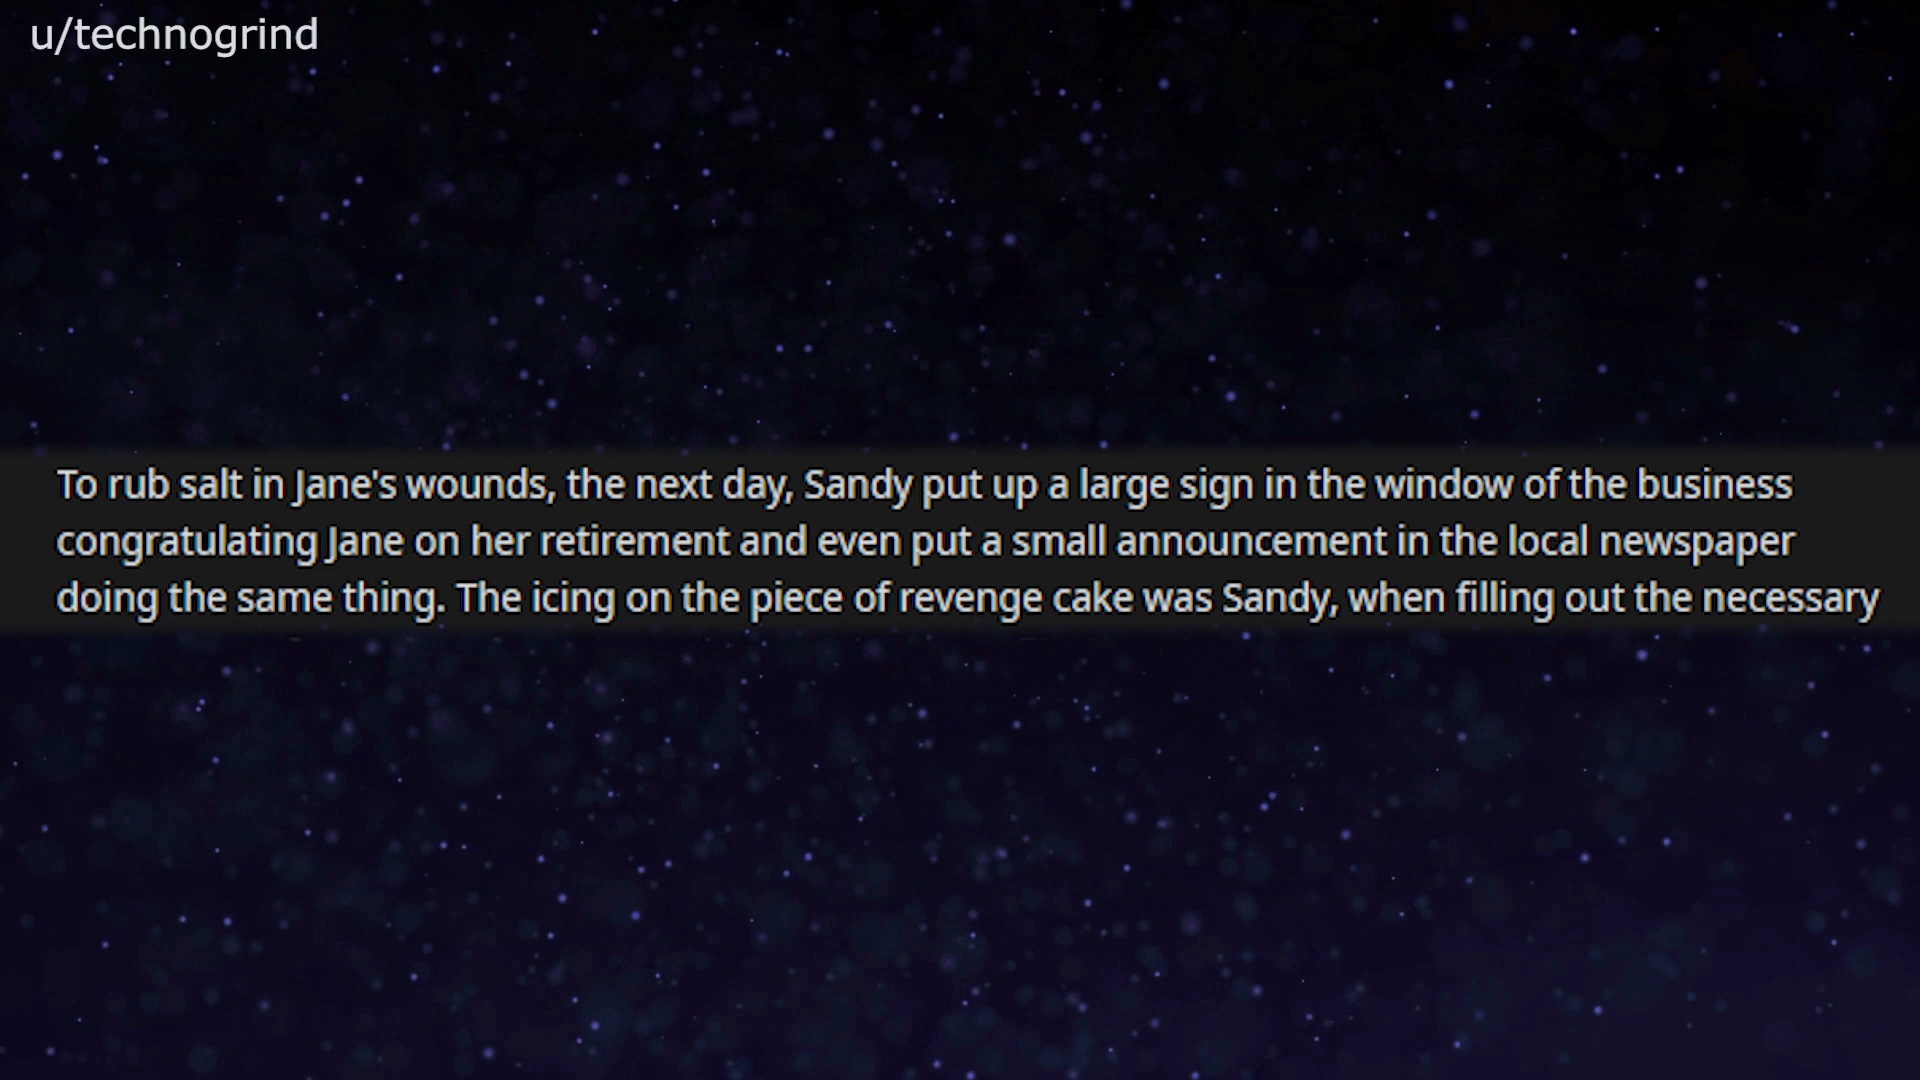 u/technogrind
To rub salt in Jane's wounds, the next day, Sandy put up a large sign in the window of the business
congratulating Jane on her retirement and even put a small announcement in the local newspaper
doing the same thing. The icing on the piece of revenge cake was Sandy, when filling out the necessary